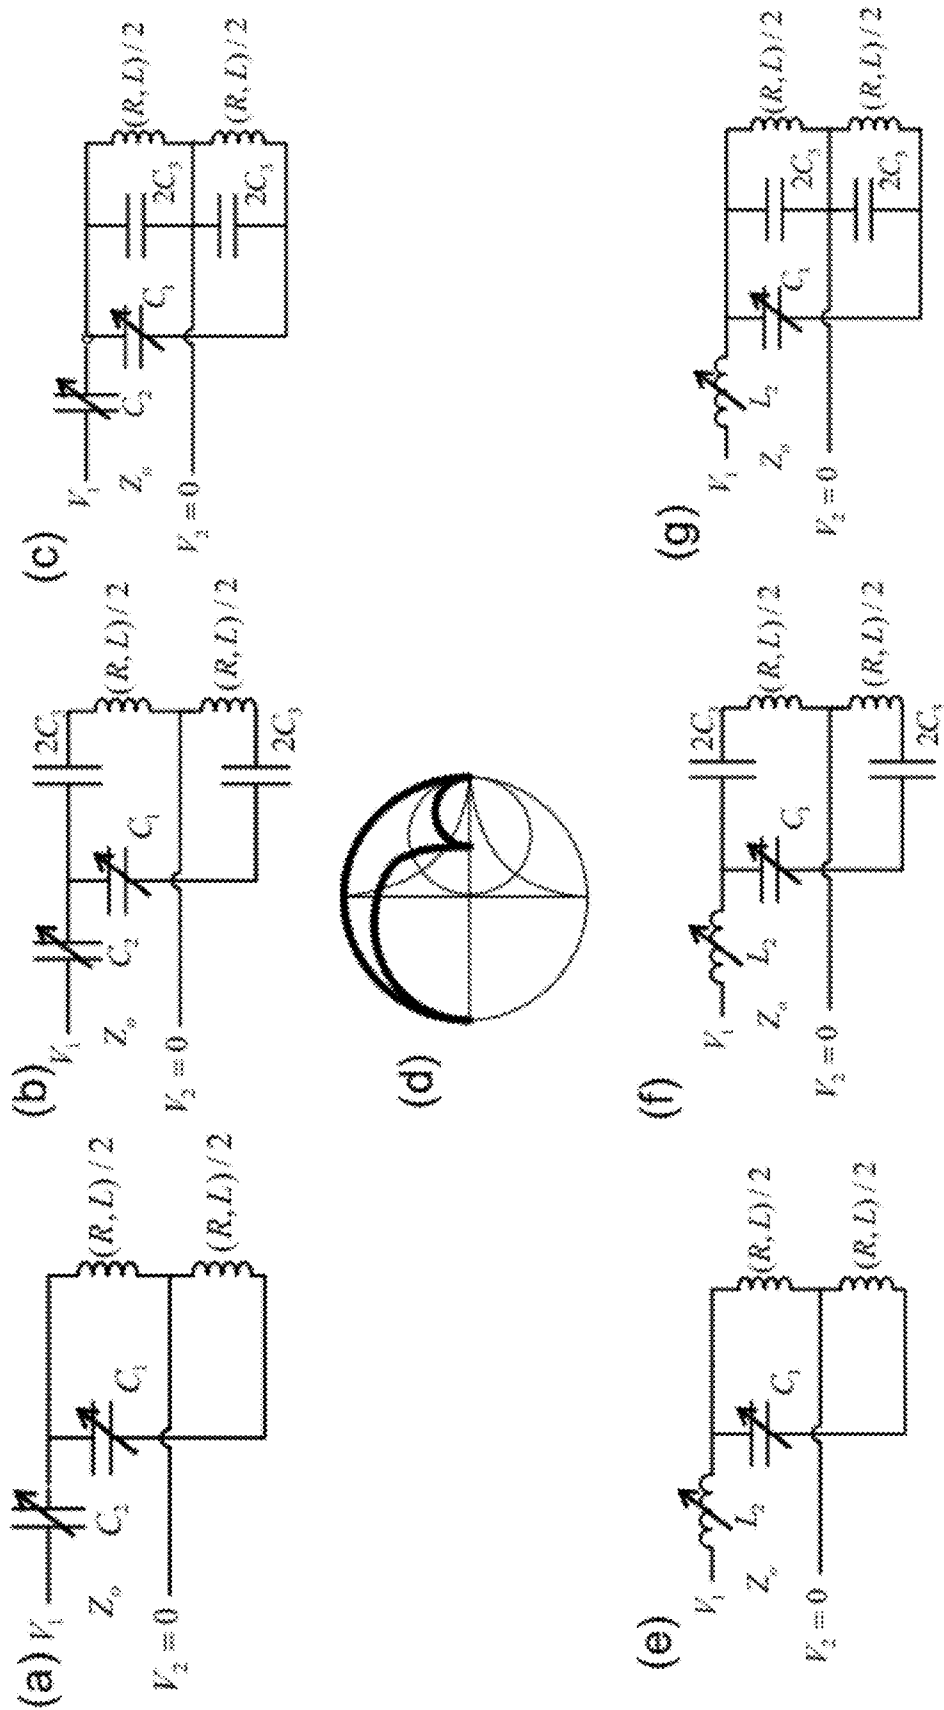 (a)
V₁
C₂
Z₀
V₂ = 0
C₁
(R, L) / 2
(R, L) / 2
(b)
V₁
C₂
Z₀
V₂ = 0
C₁
2C₃
(R, L) / 2
(R, L) / 2
2C₃
(c)
V₁
C₂
Z₀
V₂ = 0
C₁
2C₃
2C₃
(R, L) / 2
(R, L) / 2
(d)
(e)
V₁
L₂
Z₀
V₂ = 0
C₁
(R, L) / 2
(R, L) / 2
(f)
V₁
L₂
Z₀
V₂ = 0
C₁
2C₃
(R, L) / 2
(R, L) / 2
2C₃
(g)
V₁
L₂
Z₀
V₂ = 0
C₁
2C₃
2C₃
(R, L) / 2
(R, L) / 2